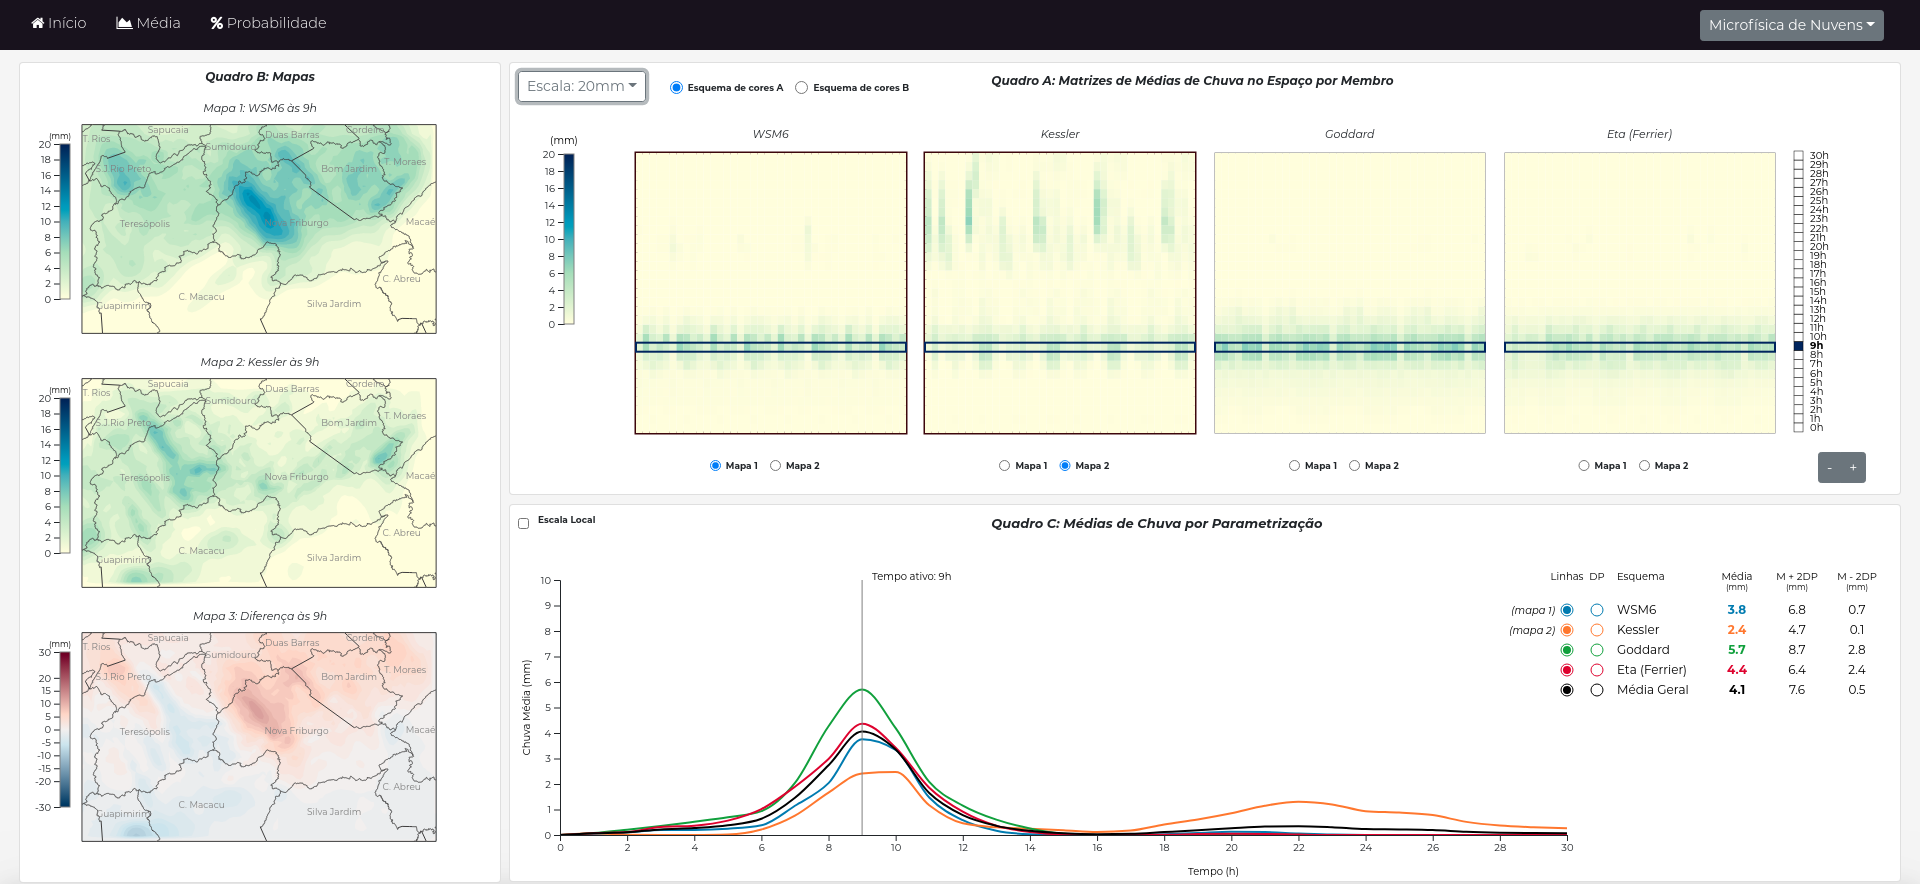 Início Média Probabilidade Microfísica de Nuvens
Quadro B: Mapas
Mapa 1: WSM6 às 9h
(mm)
20
18
16
14
12
10
8
6
4
2
0
T. Rios
Sapucaia
Sumidouro
Duas Barras
Cordeiro
S.J.Rio Preto
Bom Jardim
T. Moraes
Teresópolis
Nova Friburgo
Macaé
C. Macacu
C. Abreu
Guapimirim
Silva Jardim
Mapa 2: Kessler às 9h
(mm)
20
18
16
14
12
10
8
6
4
2
0
T. Rios
Sapucaia
Sumidouro
Duas Barras
Cordeiro
S.J.Rio Preto
Bom Jardim
T. Moraes
Teresópolis
Nova Friburgo
Macaé
C. Macacu
C. Abreu
Guapimirim
Silva Jardim
Mapa 3: Diferença às 9h
(mm)
30
20
15
10
5
0
-5
-10
-15
-20
-30
T. Rios
Sapucaia
Sumidouro
Duas Barras
Cordeiro
S.J.Rio Preto
Bom Jardim
T. Moraes
Teresópolis
Nova Friburgo
Macaé
C. Macacu
C. Abreu
Guapimirim
Silva Jardim
Escala: 20mm
Esquema de cores A Esquema de cores B
Quadro A: Matrizes de Médias de Chuva no Espaço por Membro
(mm)
20
18
16
14
12
10
8
6
4
2
0
WSM6 Kessler Goddard Eta (Ferrier)
30h
29h
28h
27h
26h
25h
24h
23h
22h
21h
20h
19h
18h
17h
16h
15h
14h
13h
12h
11h
10h
9h
8h
7h
6h
5h
4h
3h
2h
1h
0h
Mapa 1 Mapa 2 Mapa 1 Mapa 2 Mapa 1 Mapa 2 Mapa 1 Mapa 2
- +
Escala Local
Quadro C: Médias de Chuva por Parametrização
Tempo ativo: 9h
Chuva Média (mm)
10
9
8
7
6
5
4
3
2
1
0
0 2 4 6 8 10 12 14 16 18 20 22 24 26 28 30
Tempo (h)
Linhas DP Esquema Média M + 2DP M - 2DP
(mm) (mm) (mm)
(mapa 1) WSM6 3.8 6.8 0.7
(mapa 2) Kessler 2.4 4.7 0.1
Goddard 5.7 8.7 2.8
Eta (Ferrier) 4.4 6.4 2.4
Média Geral 4.1 7.6 0.5